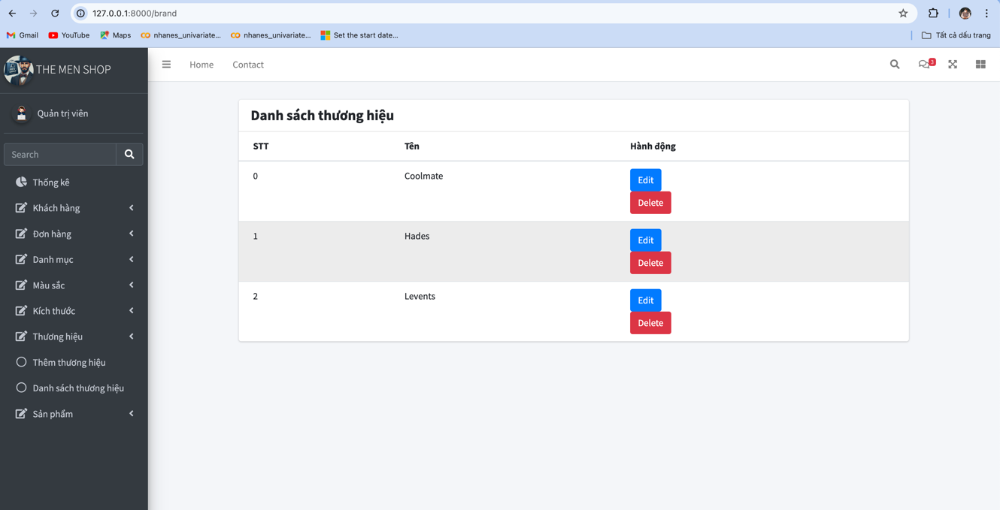 127.0.0.1:8000/brand
Gmail YouTube Maps nhanes_univariate... nhanes_univariate... Set the start date... Tất cả dấu trang
THE MEN SHOP
Home Contact 3
Quản trị viên
Search
Thống kê
Khách hàng
Đơn hàng
Danh mục
Màu sắc
Kích thước
Thương hiệu
Thêm thương hiệu
Danh sách thương hiệu
Sản phẩm
Danh sách thương hiệu
STT Tên Hành động
0 Coolmate Edit
Delete
1 Hades Edit
Delete
2 Levents Edit
Delete